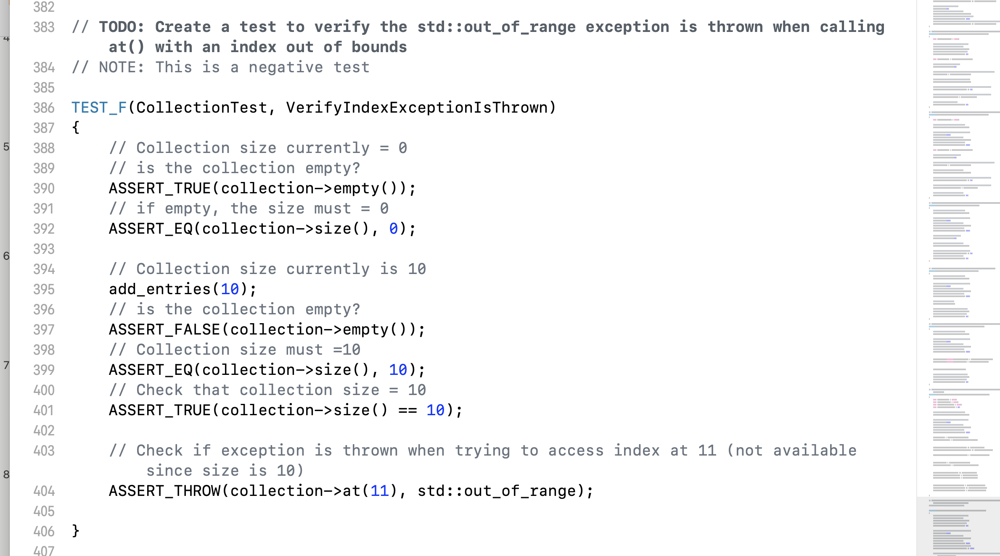 382
383 // TODO: Create a test to verify the std::out_of_range exception is thrown when calling
at() with an index out of bounds
384 // NOTE: This is a negative test
385
386 TEST_F(CollectionTest, VerifyIndexExceptionIsThrown)
387 {
388 // Collection size currently = 0
389 // is the collection empty?
390 ASSERT_TRUE(collection->empty());
391 // if empty, the size must = 0
392 ASSERT_EQ(collection->size(), 0);
393
394 // Collection size currently is 10
395 add_entries(10);
396 // is the collection empty?
397 ASSERT_FALSE(collection->empty());
398 // Collection size must =10
399 ASSERT_EQ(collection->size(), 10);
400 // Check that collection size = 10
401 ASSERT_TRUE(collection->size() == 10);
402
403 // Check if exception is thrown when trying to access index at 11 (not available
since size is 10)
404 ASSERT_THROW(collection->at(11), std::out_of_range);
405
406 }
407
4
5
6
7
8